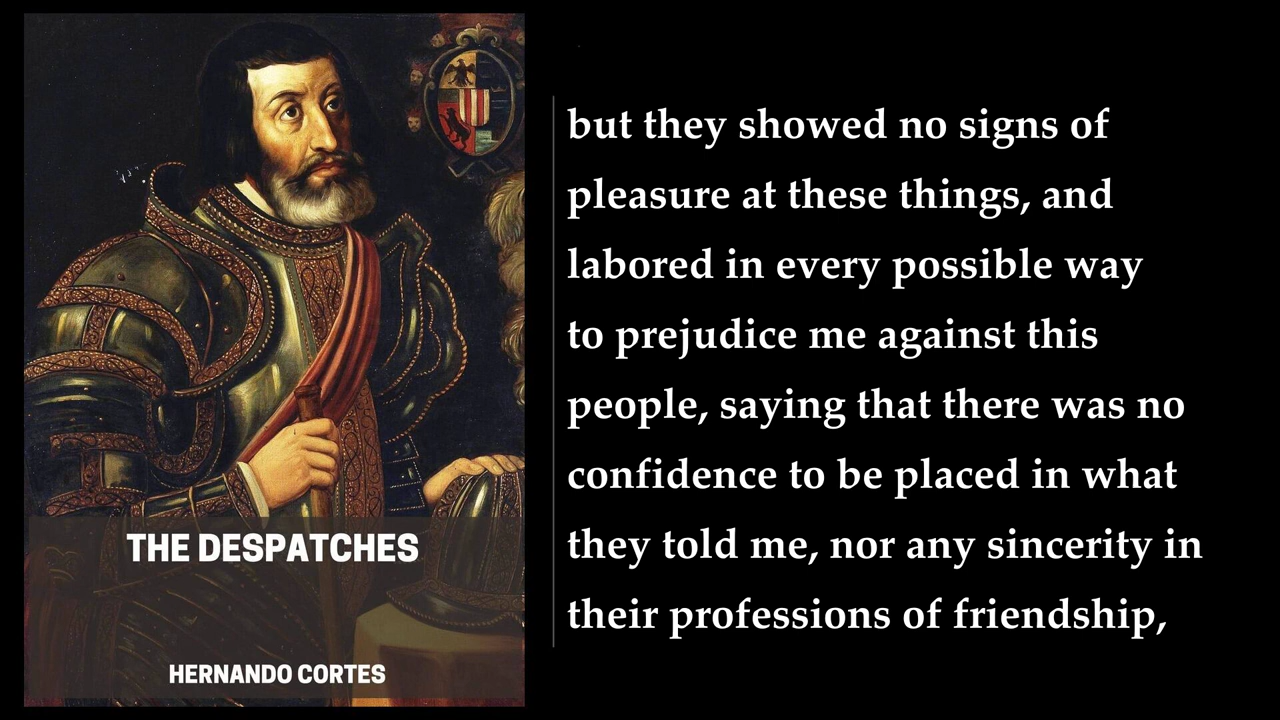 THE DESPATCHES
HERNANDO CORTES
but they showed no signs of
pleasure at these things, and
labored in every possible way
to prejudice me against this
people, saying that there was no
confidence to be placed in what
they told me, nor any sincerity in
their professions of friendship,